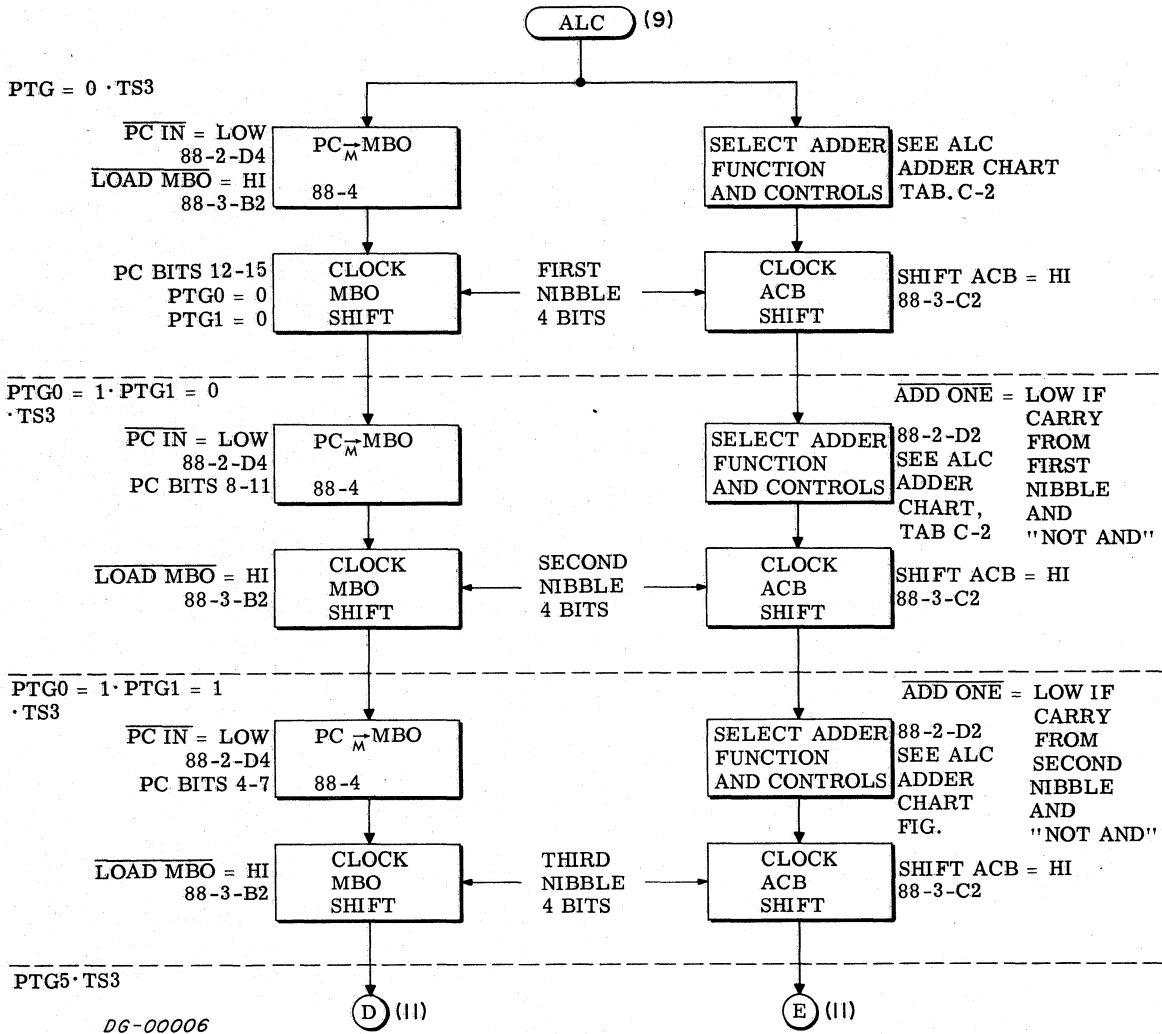 ALC (9)
PTG = 0 · TS3
PC IN = LOW
88-2-D4
LOAD MBO = HI
88-3-B2
PC →M MBO
88-4
SELECT ADDER
FUNCTION
AND CONTROLS
SEE ALC
ADDER CHART
TAB. C-2
PC BITS 12-15
PTG0 = 0
PTG1 = 0
CLOCK
MBO
SHIFT
FIRST
NIBBLE
4 BITS
CLOCK
ACB
SHIFT
SHIFT ACB = HI
88-3-C2
PTG0 = 1 · PTG1 = 0
· TS3
PC IN = LOW
88-2-D4
PC BITS 8-11
PC →M MBO
88-4
SELECT ADDER
FUNCTION
AND CONTROLS
ADD ONE = LOW IF
CARRY
FROM
FIRST
NIBBLE
AND
"NOT AND"
88-2-D2
SEE ALC
ADDER
CHART,
TAB C-2
LOAD MBO = HI
88-3-B2
CLOCK
MBO
SHIFT
SECOND
NIBBLE
4 BITS
CLOCK
ACB
SHIFT
SHIFT ACB = HI
88-3-C2
PTG0 = 1 · PTG1 = 1
· TS3
PC IN = LOW
88-2-D4
PC BITS 4-7
PC →M MBO
88-4
SELECT ADDER
FUNCTION
AND CONTROLS
ADD ONE = LOW IF
CARRY
FROM
SECOND
NIBBLE
AND
"NOT AND"
88-2-D2
SEE ALC
ADDER
CHART
FIG.
LOAD MBO = HI
88-3-B2
CLOCK
MBO
SHIFT
THIRD
NIBBLE
4 BITS
CLOCK
ACB
SHIFT
SHIFT ACB = HI
88-3-C2
PTG5 · TS3
D (11)
E (11)
DG-00006